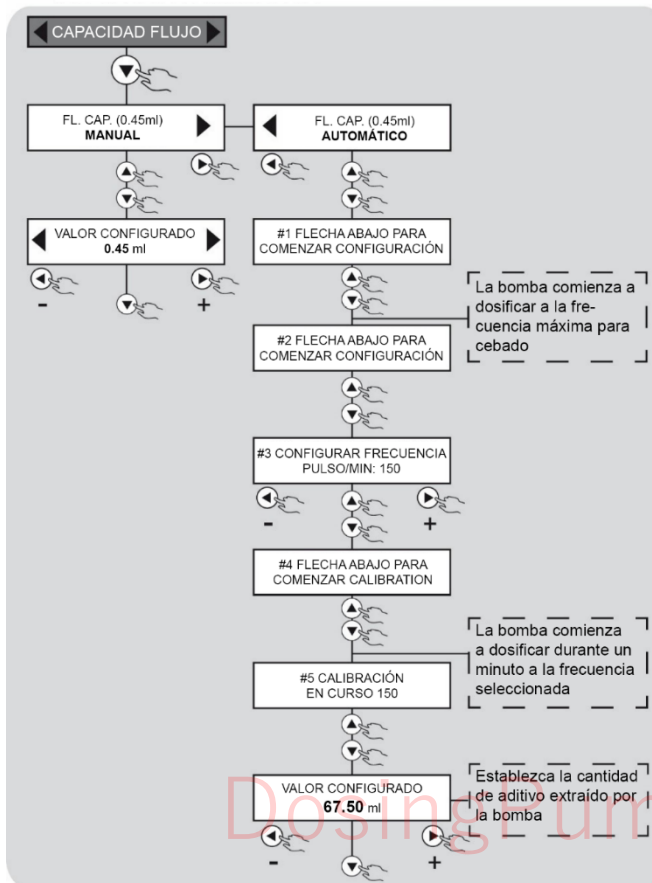 CAPACIDAD FLUJO
FL. CAP. (0.45ml)
MANUAL
FL. CAP. (0.45ml)
AUTOMÁTICO
VALOR CONFIGURADO
0.45 ml
- +
#1 FLECHA ABAJO PARA
COMENZAR CONFIGURACIÓN
La bomba comienza a
dosificar a la fre-
cuencia máxima para
cebado
#2 FLECHA ABAJO PARA
COMENZAR CONFIGURACIÓN
#3 CONFIGURAR FRECUENCIA
PULSO/MIN: 150
- +
#4 FLECHA ABAJO PARA
COMENZAR CALIBRATION
La bomba comienza
a dosificar durante un
minuto a la frecuencia
seleccionada
#5 CALIBRACIÓN
EN CURSO 150
VALOR CONFIGURADO
67.50 ml
- +
Establezca la cantidad
de aditivo extraído por
la bomba
DosingPum